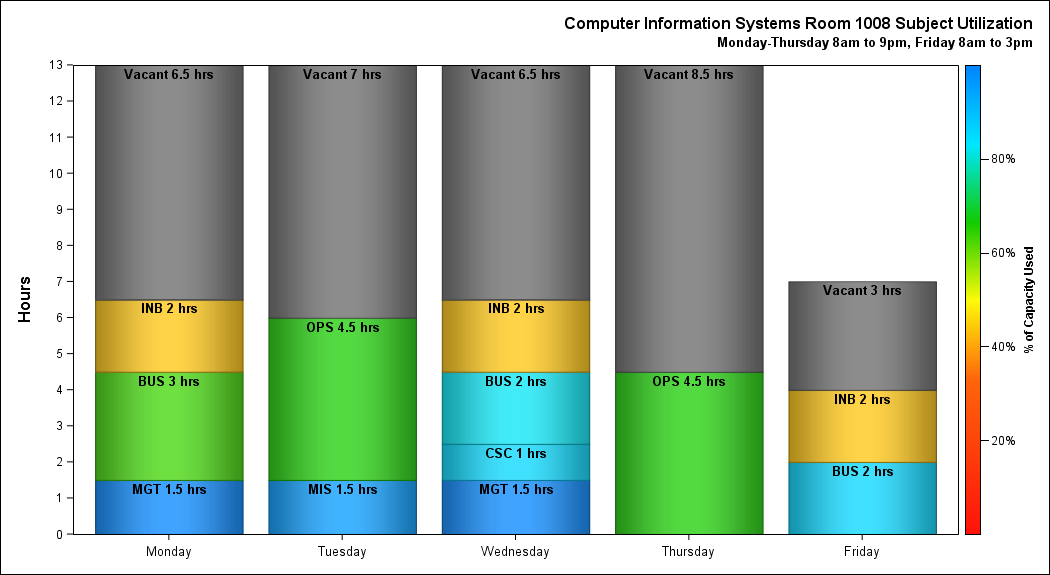 Computer Information Systems Room 1008 Subject Utilization
Monday-Thursday 8am to 9pm, Friday 8am to 3pm
Hours
13
12
11
10
9
8
7
6
5
4
3
2
1
0
Vacant 6.5 hrs
INB 2 hrs
BUS 3 hrs
MGT 1.5 hrs
Vacant 7 hrs
OPS 4.5 hrs
MIS 1.5 hrs
Vacant 6.5 hrs
INB 2 hrs
BUS 2 hrs
CSC 1 hrs
MGT 1.5 hrs
Vacant 8.5 hrs
OPS 4.5 hrs
Vacant 3 hrs
INB 2 hrs
BUS 2 hrs
Monday
Tuesday
Wednesday
Thursday
Friday
80%
60%
40%
20%
% of Capacity Used